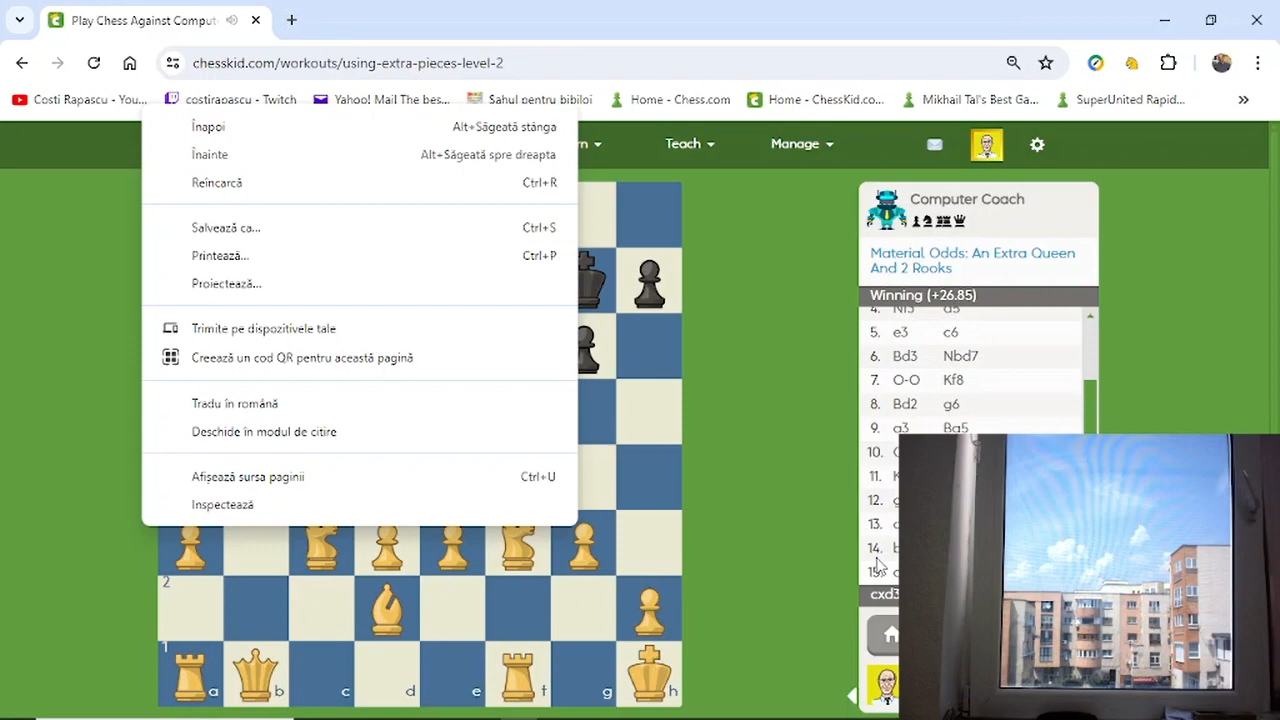 Play Chess Against Comput
chesskid.com/workouts/using-extra-pieces-level-2
Costi Rapascu - You...
costirapascu - Twitch
Yahoo! Mail The bes...
Sahul pentru bibiloi
Home - Chess.com
Home - ChessKid.co...
Mikhail Tal's Best Ga...
SuperUnited Rapid...
Teach
Manage
Înapoi Alt+Săgeată stânga
Înainte Alt+Săgeată spre dreapta
Reîncarcă Ctrl+R
Salvează ca... Ctrl+S
Printează... Ctrl+P
Proiectează...
Trimite pe dispozitivele tale
Creează un cod QR pentru această pagină
Tradu în română
Deschide în modul de citire
Afișează sursa paginii Ctrl+U
Inspectează
2
1
a b c d e f g h
Computer Coach
Material Odds: An Extra Queen
And 2 Rooks
Winning (+26.85)
4. Nf3 d5
5. e3 c6
6. Bd3 Nbd7
7. O-O Kf8
8. Bd2 g6
9. a3 Ba5
10.
11.
12.
13.
14.
15.
cxd3